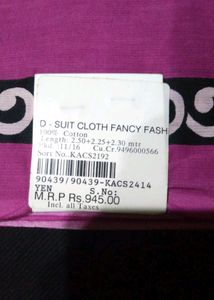 D - SUIT CLOTH FANCY FASH
100% Cotton
Length: 2.50+2.25+2.30 mtr
Pkd. 11/16 Cu.Cr.9496000566
Sorv No.KACS2192
90439/90439-KACS2414
YEN S.No:
M.R.P Rs.945.00
Incl. all Taxes